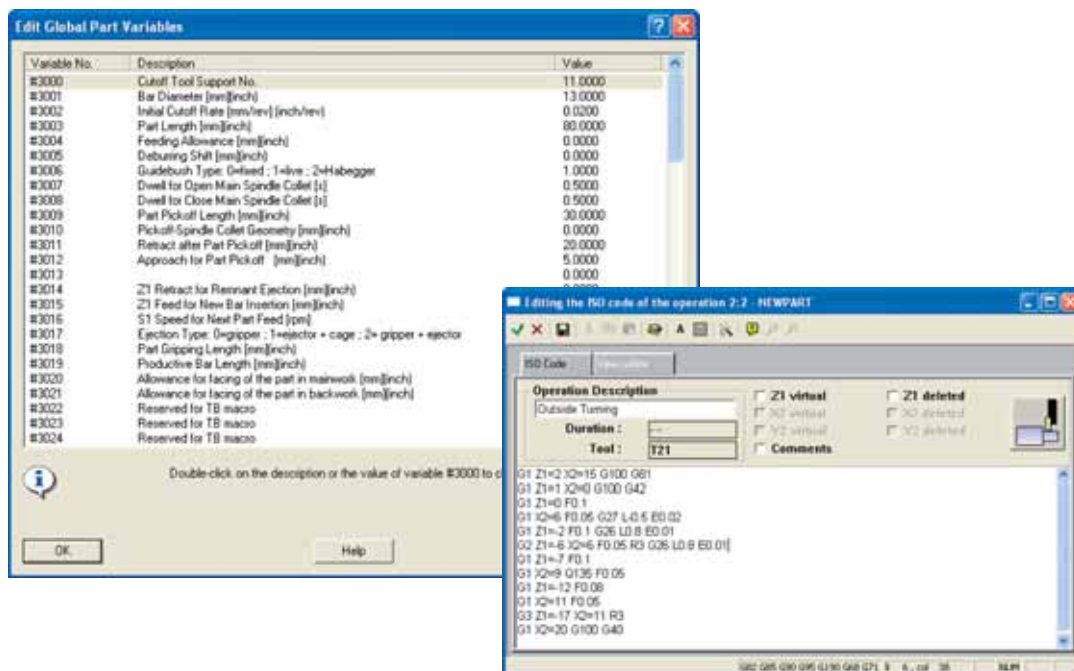 Edit Global Part Variables
Variable No. Description Value
#3000 Cutoff Tool Support No. 11.0000
#3001 Bar Diameter [mm][inch] 13.0000
#3002 Initial Cutoff Rate [mm/rev] [inch/rev] 0.0200
#3003 Part Length [mm][inch] 80.0000
#3004 Feeding Allowance [mm][inch] 0.0000
#3005 Deburring Shift [mm][inch] 0.0000
#3006 Guidebush Type: 0=fixed ; 1=live ; 2=Habegger 1.0000
#3007 Dwell for Open Main Spindle Collet [s] 0.5000
#3008 Dwell for Close Main Spindle Collet [s] 0.5000
#3009 Part Pickoff Length [mm][inch] 30.0000
#3010 Pickoff-Spindle Collet Geometry [mm][inch] 0.0000
#3011 Retract after Part Pickoff [mm][inch] 20.0000
#3012 Approach for Part Pickoff [mm][inch] 5.0000
#3013 0.0000
#3014 Z1 Retract for Remnant Ejection [mm][inch]
#3015 Z1 Feed for New Bar Insertion [mm][inch]
#3016 S1 Speed for Next Part Feed [rpm]
#3017 Ejection Type: 0=gripper ; 1=ejector + cage ; 2= gripper + ejector
#3018 Part Gripping Length [mm][inch]
#3019 Productive Bar Length [mm][inch]
#3020 Allowance for facing of the part in mainwork [mm][inch]
#3021 Allowance for facing of the part in backwork [mm][inch]
#3022 Reserved for TB macro
#3023 Reserved for TB macro
#3024 Reserved for TB macro
Double-click on the description or the value of variable #3000 to c
OK Help
Editing the ISO code of the operation 2:2 - NEWPART
ISO Code
Operation Description
Outside Turning
Duration : --
Tool : T21
Z1 virtual Z1 deleted
X2 virtual X2 deleted
Y2 virtual Y2 deleted
Comments
G1 Z1=2 X2=15 G100 G81
G1 Z1=1 X2=0 G100 G42
G1 Z1=0 F0.1
G1 X2=6 F0.05 G27 L-0.5 E0.02
G1 Z1=-2 F0.1 G26 L0.8 E0.01
G2 Z1=-6 X2=6 F0.05 R3 G26 L0.8 E0.01
G1 Z1=-7 F0.1
G1 X2=9 Q135 F0.05
G1 Z1=-12 F0.08
G1 X2=11 F0.05
G3 Z1=-17 X2=11 R3
G1 X2=20 G100 G40
NUM